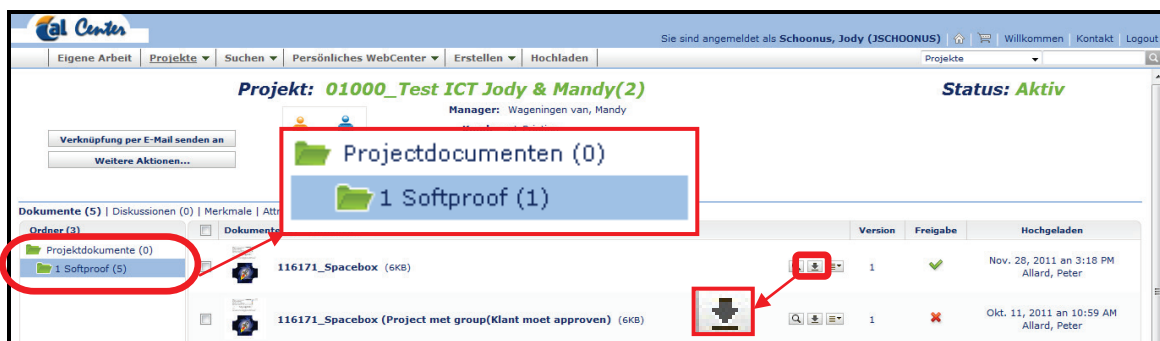 Cal Center
Sie sind angemeldet als Schoonus, Jody (JSCHOONUS) | Willkommen | Kontakt | Logout
Eigene Arbeit | Projekte | Suchen | Persönliches WebCenter | Erstellen | Hochladen
Projekte
Projekt: 01000_Test ICT Jody & Mandy(2)
Status: Aktiv
Manager: Wageningen van, Mandy
Verknüpfung per E-Mail senden an
Weitere Aktionen...
Projectdocumenten (0)
1 Softproof (1)
Dokumente (5) | Diskussionen (0) | Merkmale | Attr
Ordner (3)
Dokumente
Version
Freigabe
Hochgeladen
Projektdokumente (0)
1 Softproof (5)
116171_Spacebox (6KB)
1
Nov. 28, 2011 an 3:18 PM
Allard, Peter
116171_Spacebox (Project met group(Klant moet approven) (6KB)
1
Okt. 11, 2011 an 10:59 AM
Allard, Peter